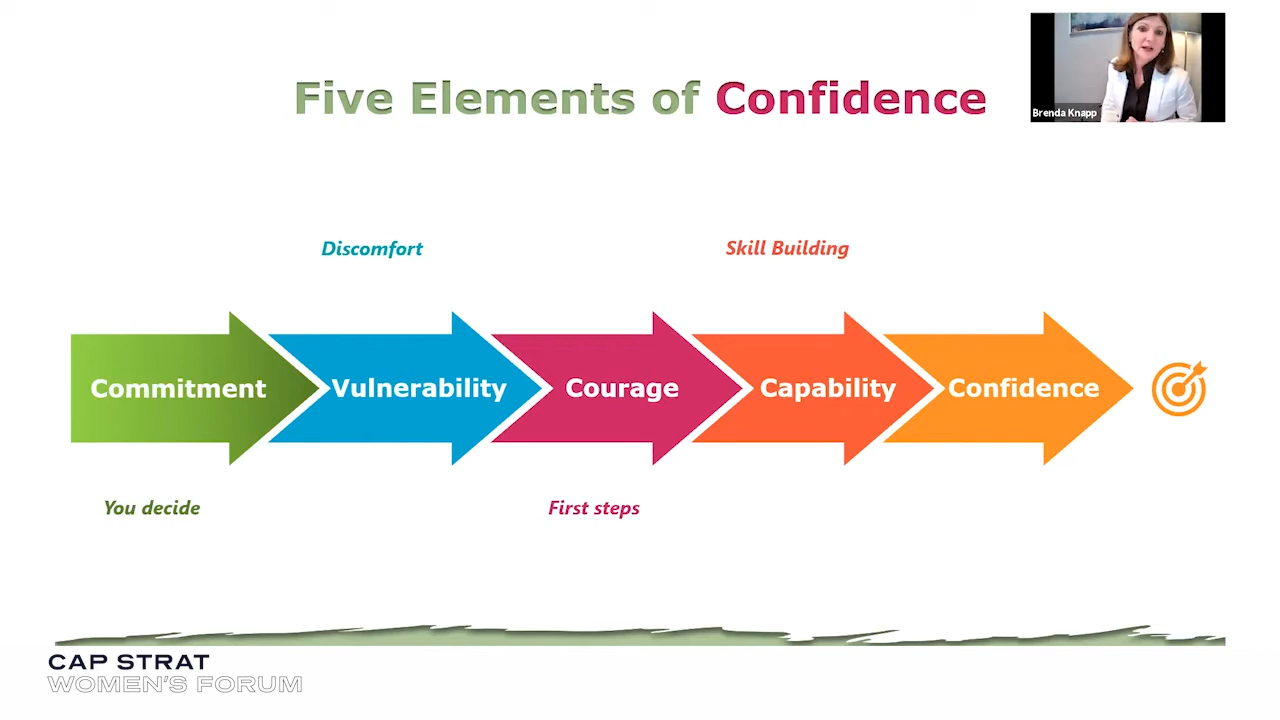 Five Elements of Confidence
Brenda Knapp
Discomfort
Skill Building
Commitment
Vulnerability
Courage
Capability
Confidence
You decide
First steps
CAP STRAT
WOMEN'S FORUM